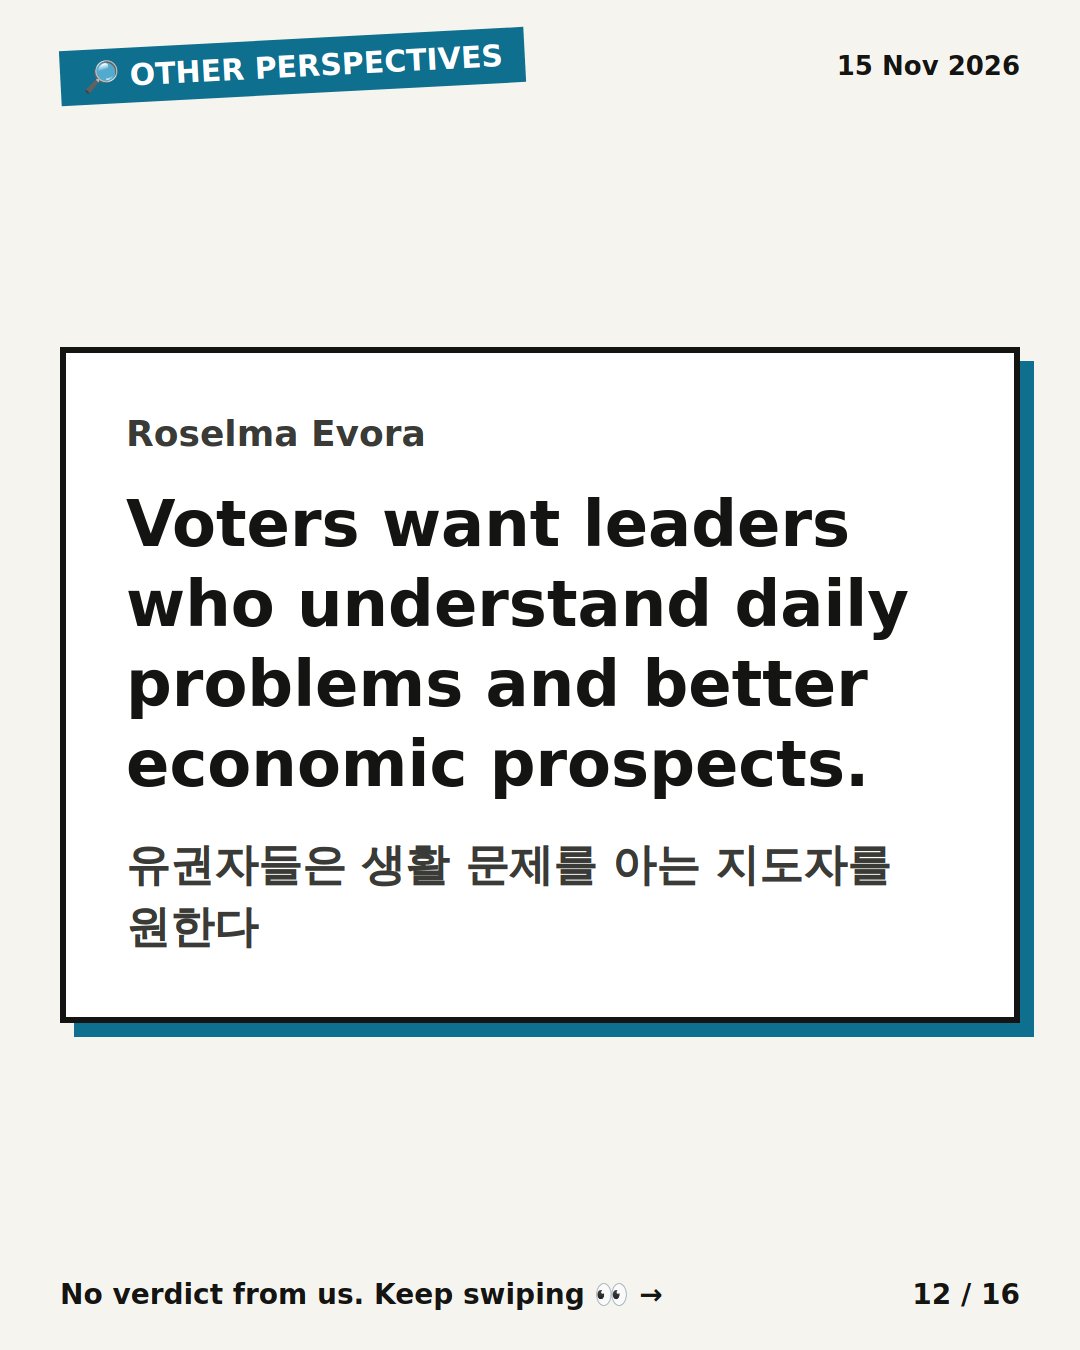 🔎 OTHER PERSPECTIVES
15 Nov 2026
Roselma Evora
Voters want leaders
who understand daily
problems and better
economic prospects.
유권자들은 생활 문제를 아는 지도자를
원한다
No verdict from us. Keep swiping 👀 →
12 / 16